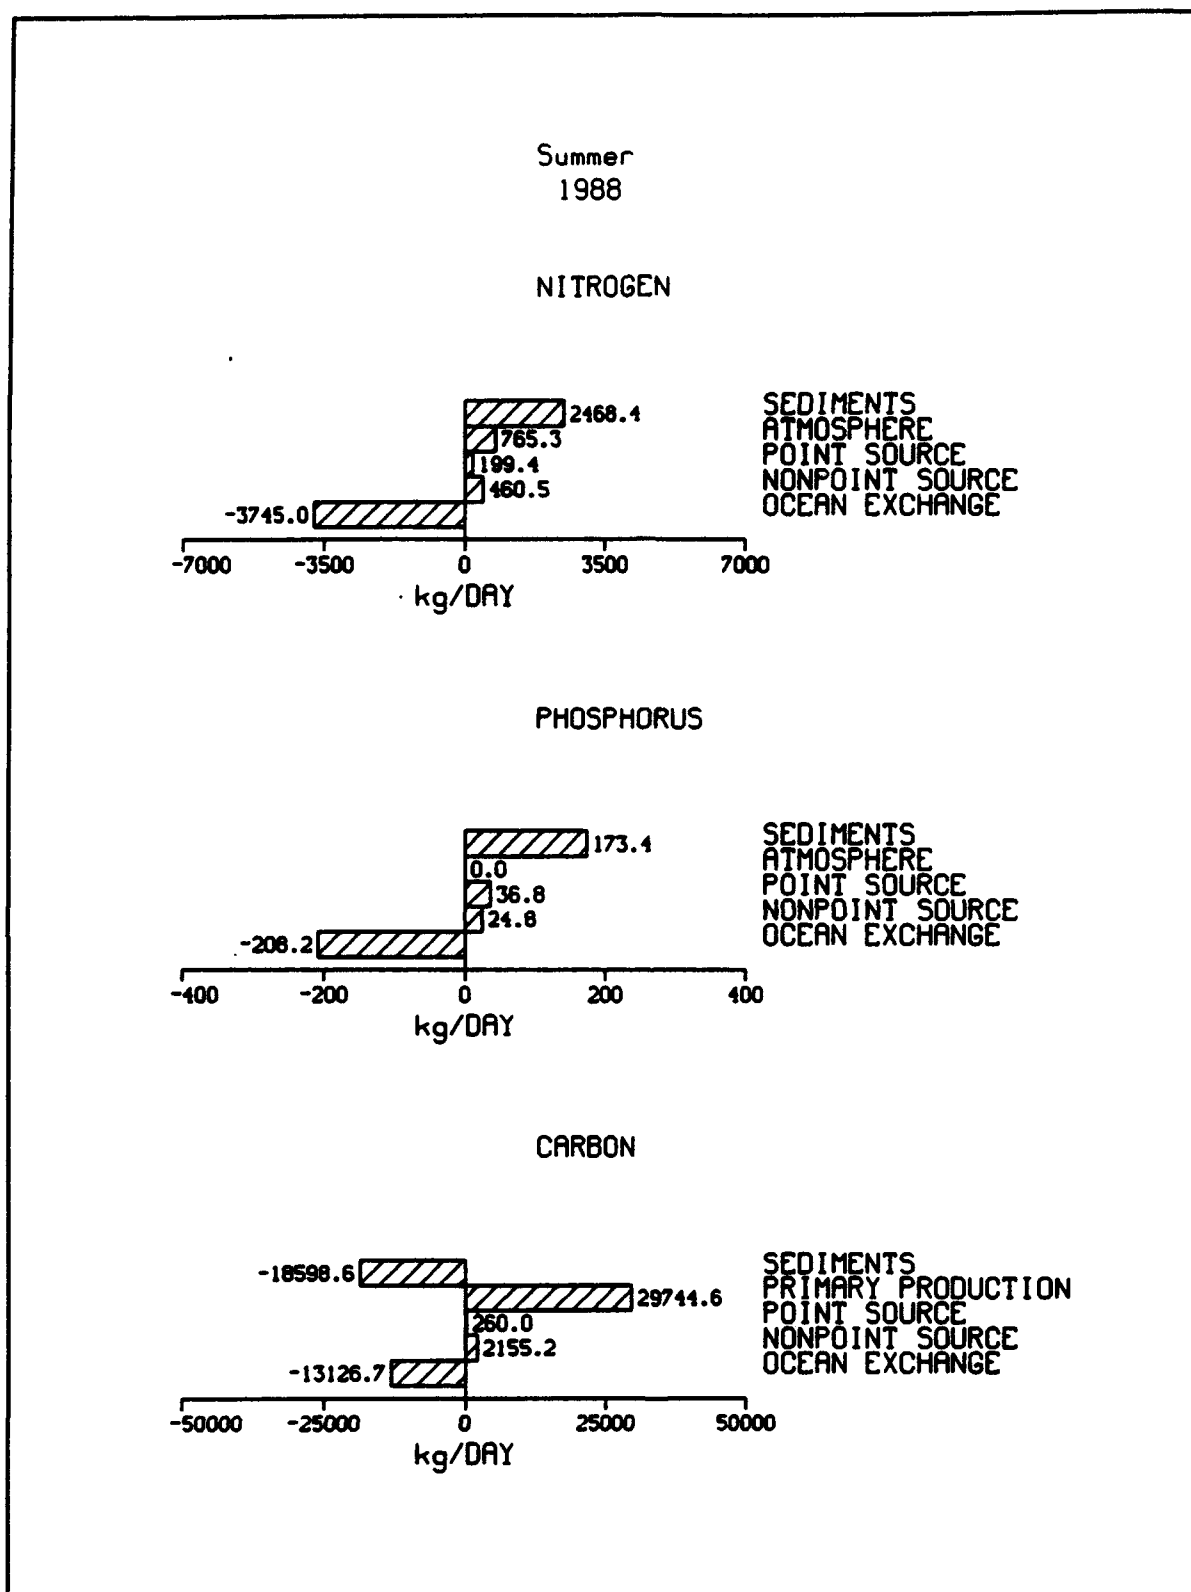 Summer
1988
NITROGEN
2468.4 SEDIMENTS
765.3 ATMOSPHERE
199.4 POINT SOURCE
460.5 NONPOINT SOURCE
-3745.0 OCEAN EXCHANGE
-7000 -3500 0 3500 7000
kg/DAY
PHOSPHORUS
173.4 SEDIMENTS
0.0 ATMOSPHERE
36.8 POINT SOURCE
24.8 NONPOINT SOURCE
-208.2 OCEAN EXCHANGE
-400 -200 0 200 400
kg/DAY
CARBON
-18598.6 SEDIMENTS
29744.6 PRIMARY PRODUCTION
260.0 POINT SOURCE
2155.2 NONPOINT SOURCE
-13126.7 OCEAN EXCHANGE
-50000 -25000 0 25000 50000
kg/DAY